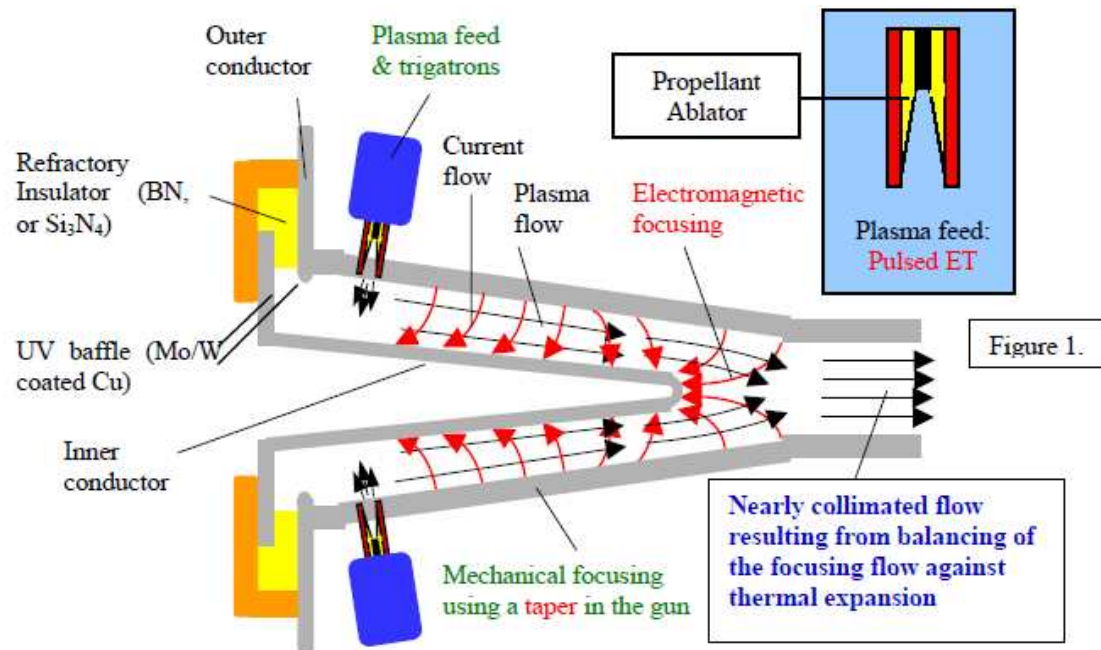 Outer
conductor
Plasma feed
& trigatrons
Propellant
Ablator
Refractory
Insulator (BN,
or Si₃N₄)
Current
flow
Plasma
flow
Electromagnetic
focusing
Plasma feed:
Pulsed ET
UV baffle (Mo/W
coated Cu)
Figure 1.
Inner
conductor
Mechanical focusing
using a taper in the gun
Nearly collimated flow
resulting from balancing of
the focusing flow against
thermal expansion